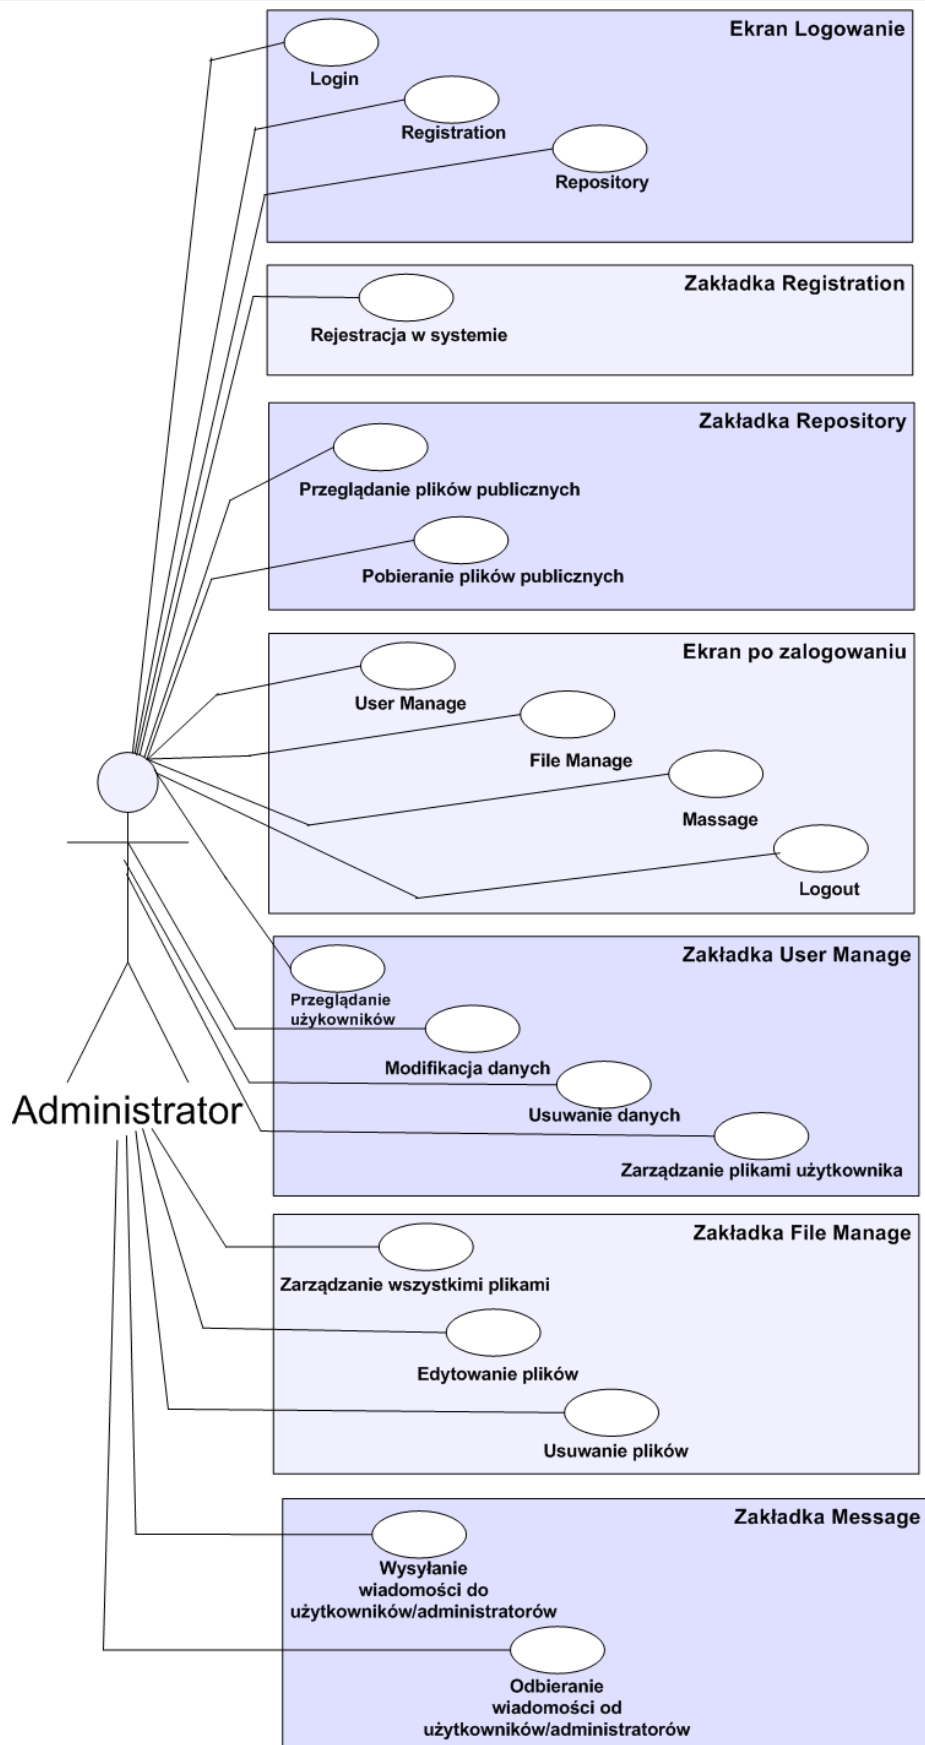 Ekran Logowanie
Login
Registration
Repository
Zakładka Registration
Rejestracja w systemie
Zakładka Repository
Przeglądanie plików publicznych
Pobieranie plików publicznych
Ekran po zalogowaniu
User Manage
File Manage
Massage
Logout
Zakładka User Manage
Przeglądanie
użykowników
Modifikacja danych
Usuwanie danych
Zarządzanie plikami użytkownika
Administrator
Zakładka File Manage
Zarządzanie wszystkimi plikami
Edytowanie plików
Usuwanie plików
Zakładka Message
Wysyłanie
wiadomości do
użytkowników/administratorów
Odbieranie
wiadomości od
użytkowników/administratorów